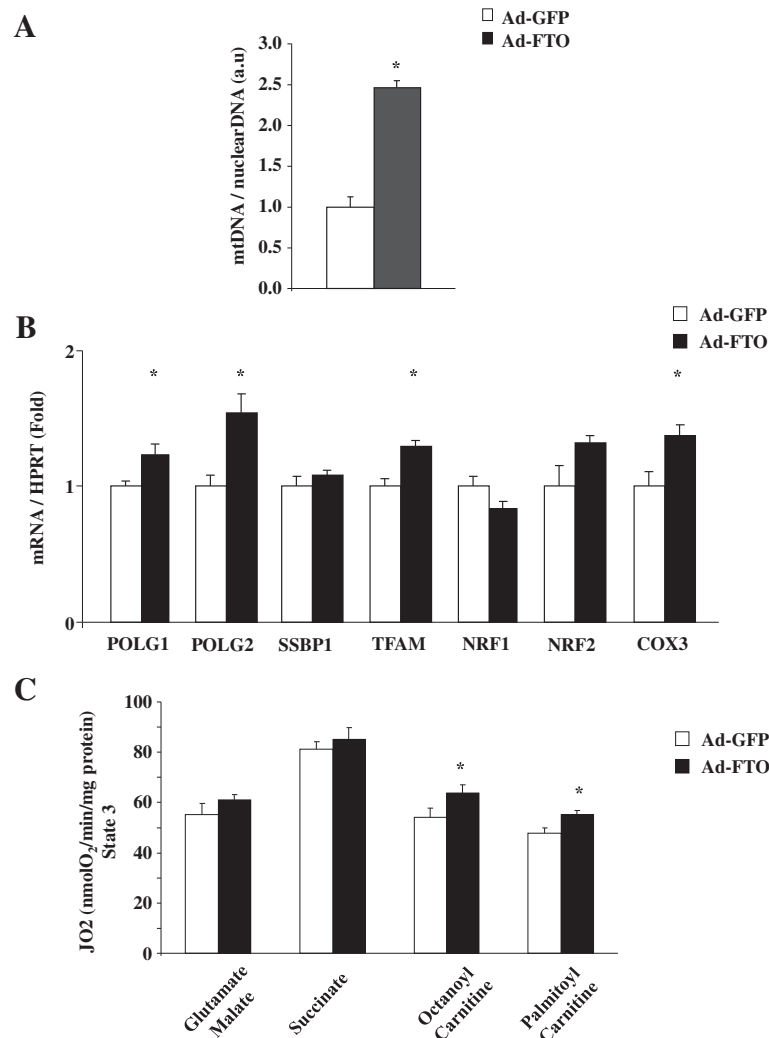 A
Ad-GFP
Ad-FTO
mtDNA / nuclearDNA (a.u)
3.0
2.5
2.0
1.5
1.0
0.5
0.0
*
B
Ad-GFP
Ad-FTO
mRNA / HPRT (Fold)
2
1
0
* * * *
POLG1 POLG2 SSBP1 TFAM NRF1 NRF2 COX3
C
Ad-GFP
Ad-FTO
JO2 (nmolO₂/min/mg protein)
State 3
100
80
60
40
20
0
* *
Glutamate
Malate
Succinate
Octanoyl
Carnitine
Palmitoyl
Carnitine